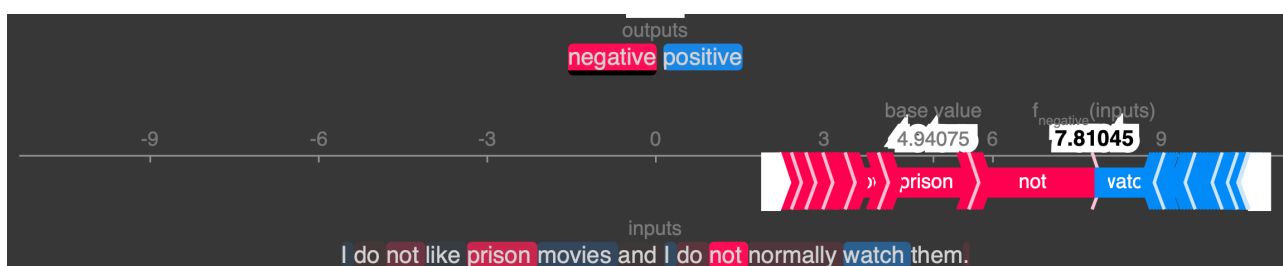 outputs
negative positive
base value f_negative(inputs)
-9 -6 -3 0 3 4.94075 6 7.81045 9
prison not
inputs
I do not like prison movies and I do not normally watch them.